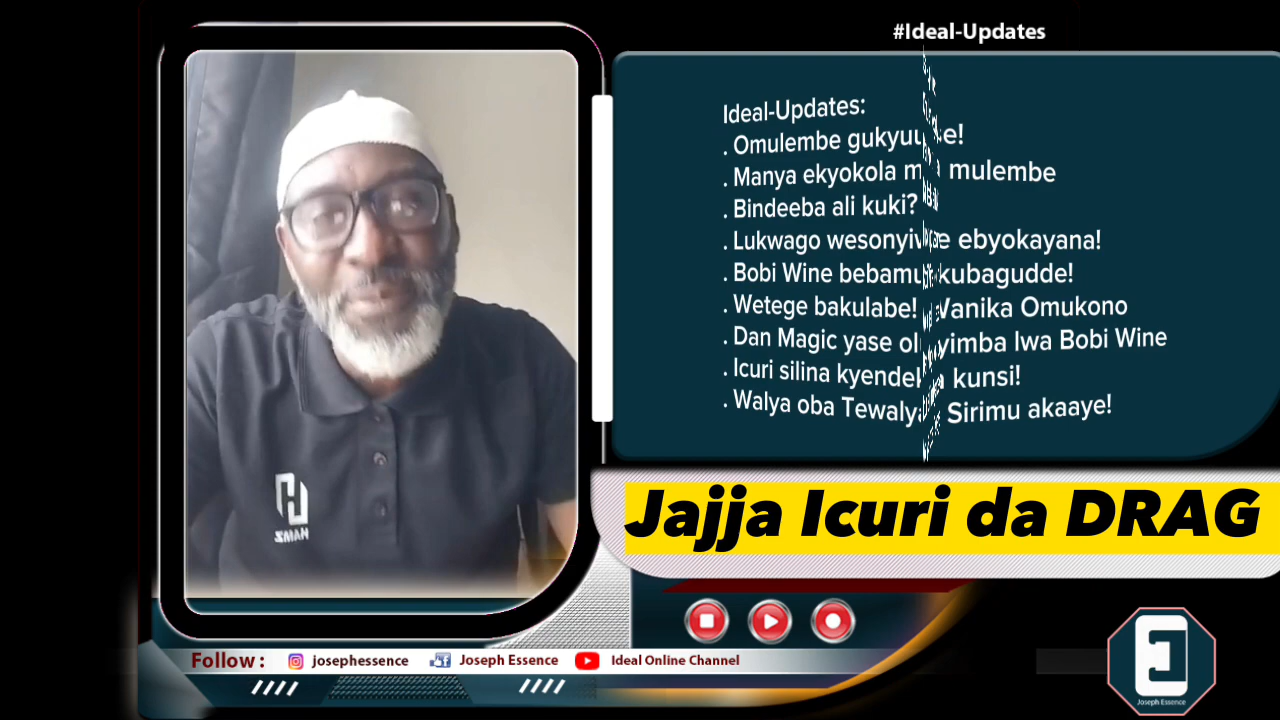 #Ideal-Updates
Ideal-Updates:
. Omulembe
. Manya ekyokola mulembe
. Bindeeba ali kuki?
. Lukwago ebyokayana!
. Bobi Wine
. Wetege bakulabe! Wanika Omukono
. Dan Magic yase lwa Bobi Wine
. Icuri silina kunsi!
. Walya oba Sirimu akaaye!
Jajja Icuri da DRAG
Follow : josephessence Joseph Essence Ideal Online Channel
Joseph Essence